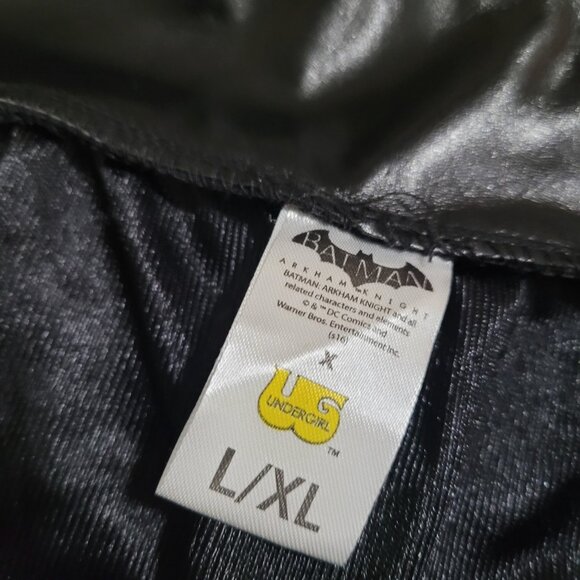 BATMAN
ARKHAM KNIGHT
BATMAN: ARKHAM KNIGHT and all
related characters and elements
© & ™ DC Comics and
Warner Bros. Entertainment Inc.
(s16)
X
UG
UNDERGIRL
™
L/XL